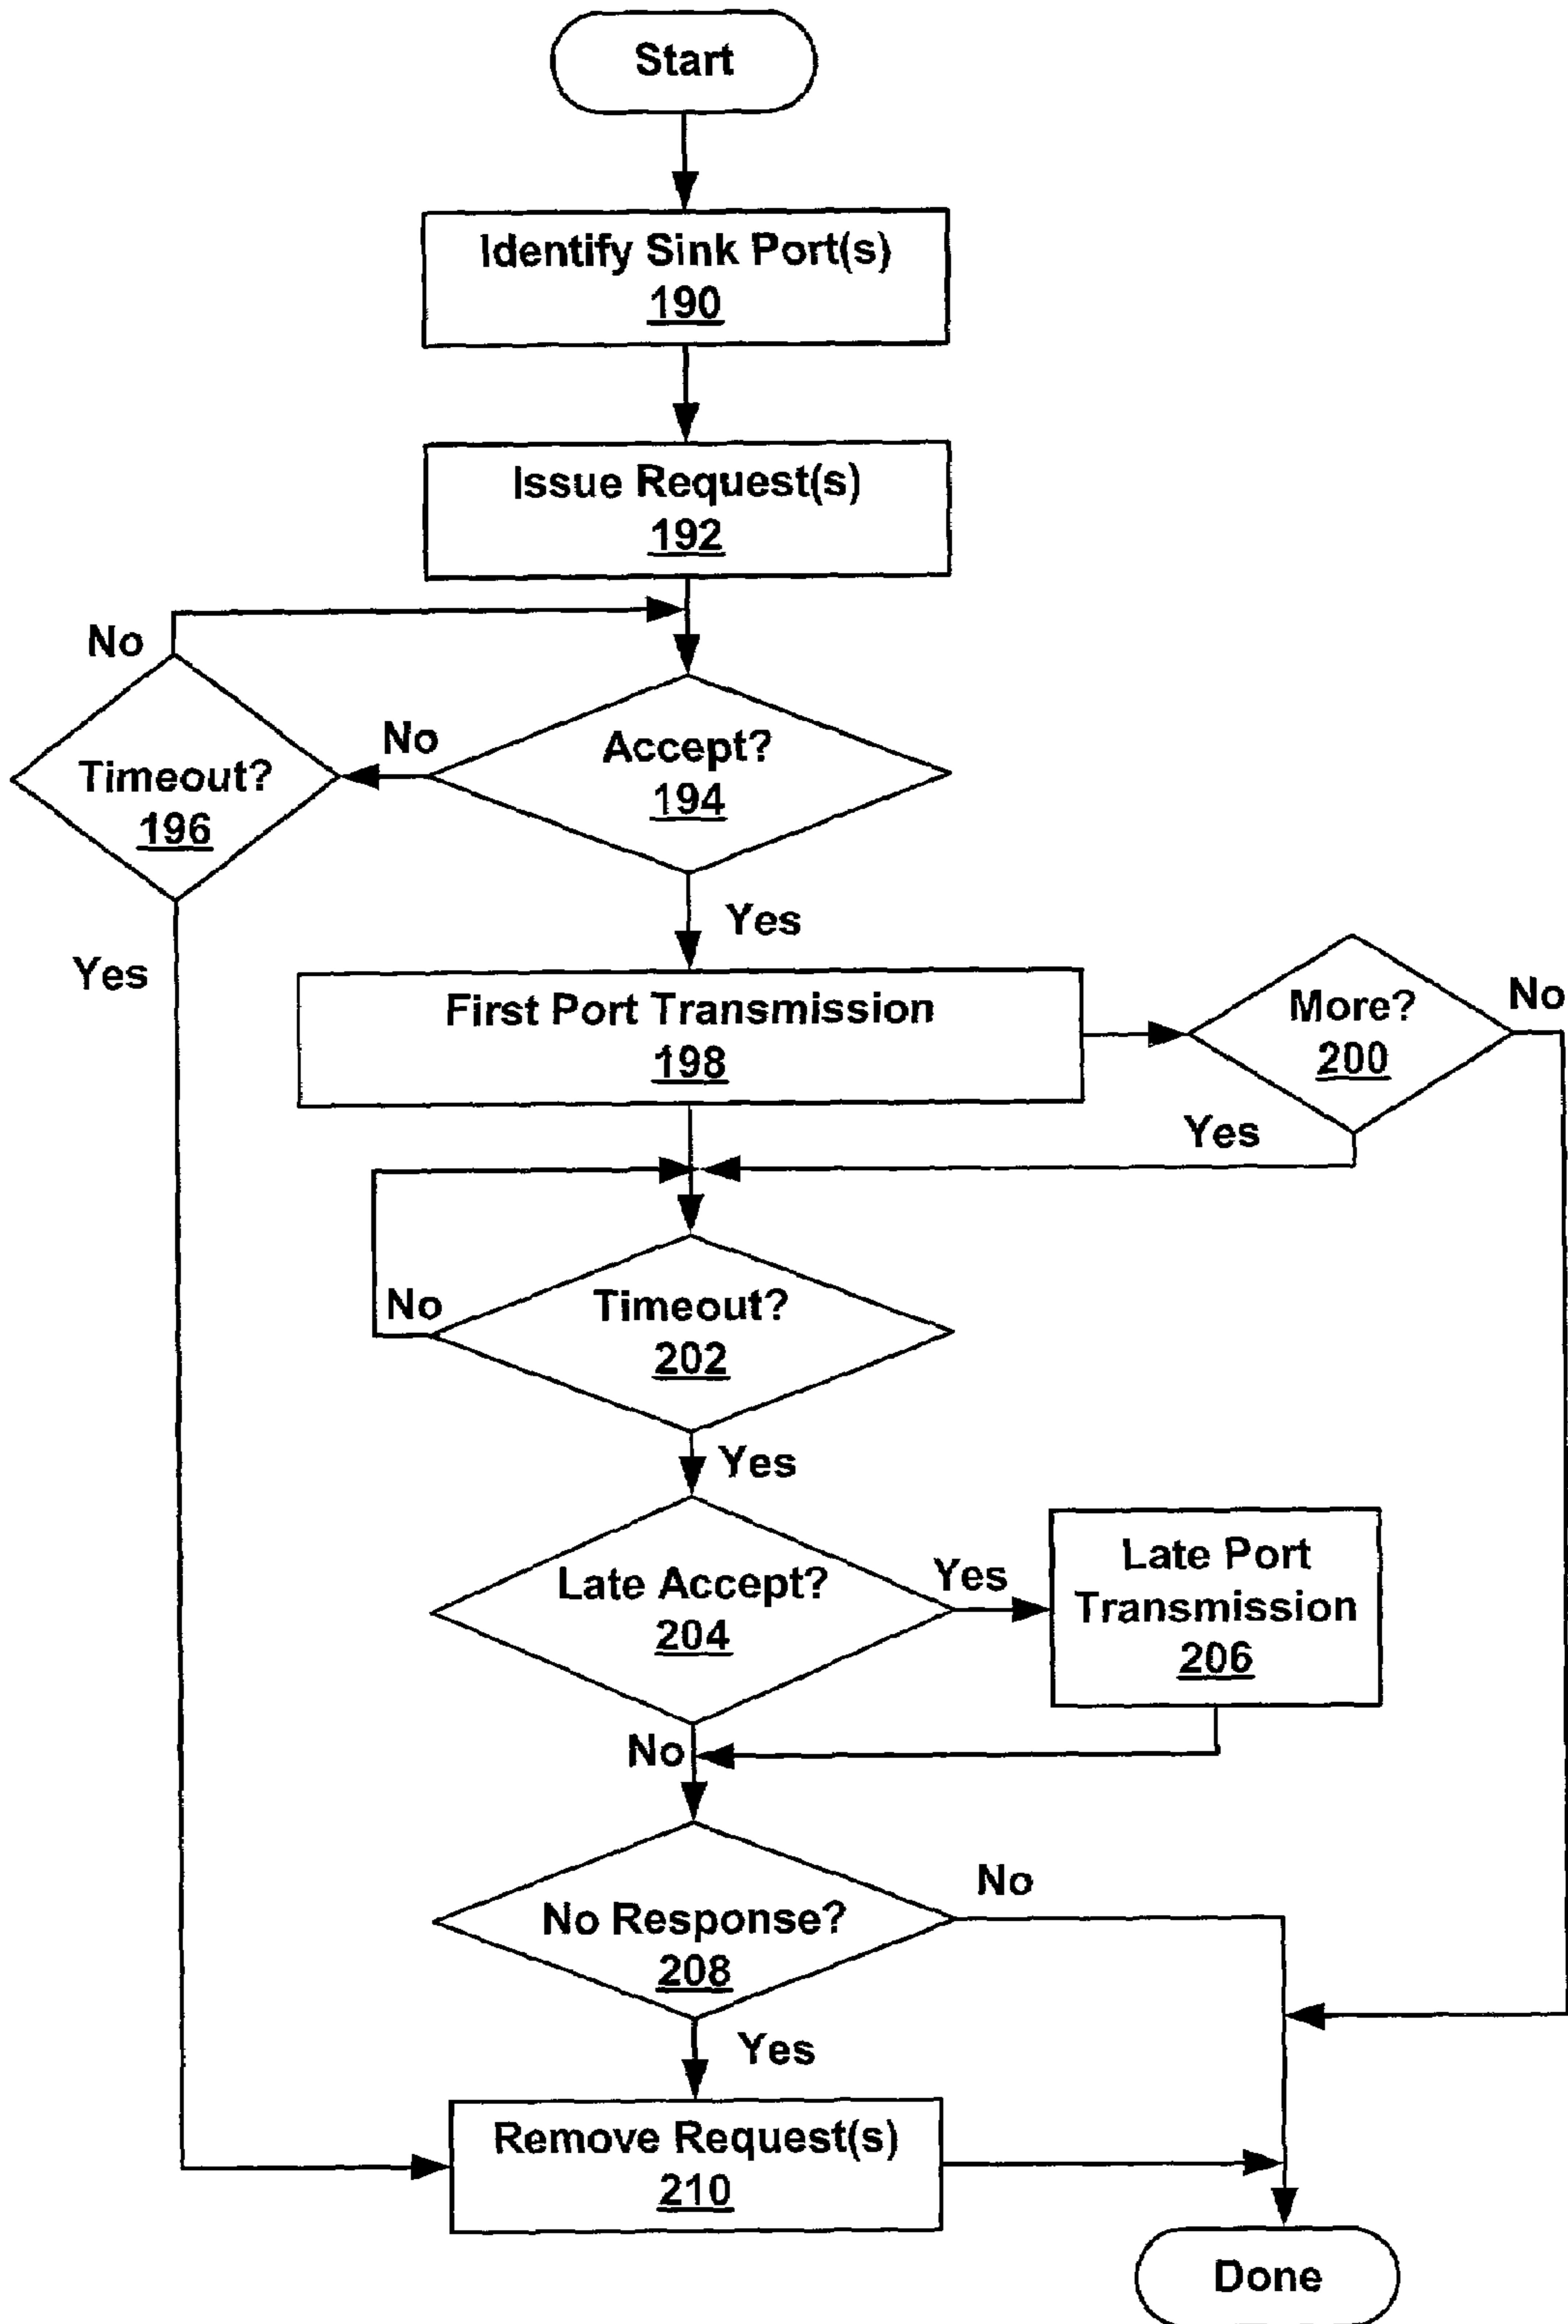 Start
Identify Sink Port(s)
190
Issue Request(s)
192
No
No
Accept?
194
Timeout?
196
Yes
Yes
First Port Transmission
198
More?
200
No
Yes
Timeout?
202
No
Yes
Late Accept?
204
Yes
Late Port
Transmission
206
No
No Response?
208
No
Yes
Remove Request(s)
210
Done